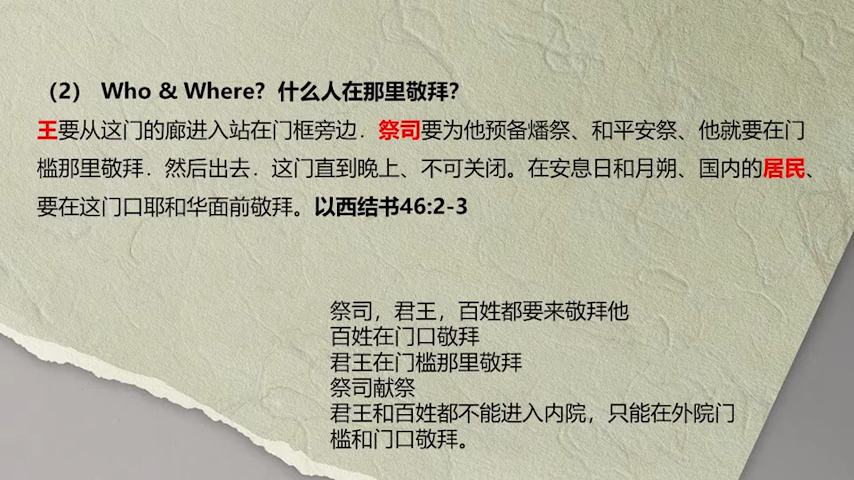 （2） Who & Where? 什么人在那里敬拜?
王要从这门的廊进入站在门框旁边．祭司要为他预备燔祭、和平安祭、他就要在门
槛那里敬拜．然后出去．这门直到晚上、不可关闭。在安息日和月朔、国内的居民、
要在这门口耶和华面前敬拜。以西结书46:2-3
祭司，君王，百姓都要来敬拜他
百姓在门口敬拜
君王在门槛那里敬拜
祭司献祭
君王和百姓都不能进入内院，只能在外院门
槛和门口敬拜。